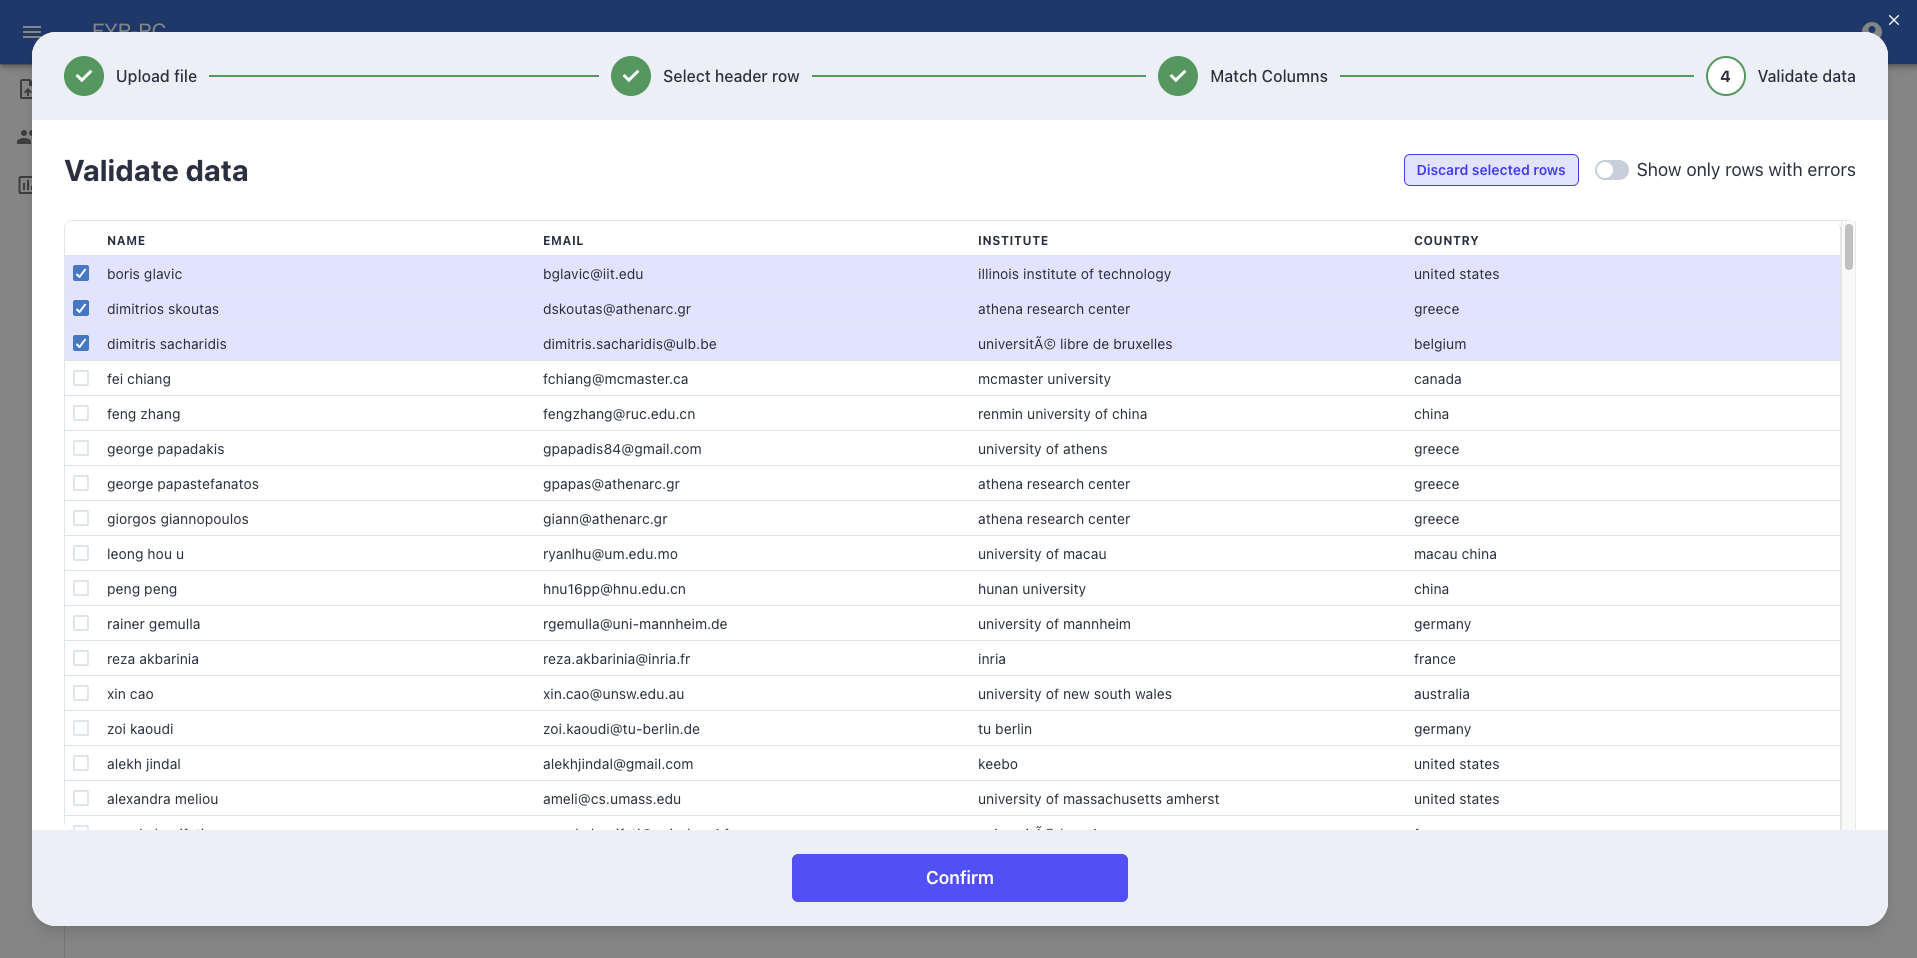 EXP-RC
Upload file
Select header row
Match Columns
4 Validate data
Validate data
Discard selected rows
Show only rows with errors
NAME EMAIL INSTITUTE COUNTRY
boris glavic bglavic@iit.edu illinois institute of technology united states
dimitrios skoutas dskoutas@athenarc.gr athena research center greece
dimitris sacharidis dimitris.sacharidis@ulb.be universitÃ© libre de bruxelles belgium
fei chiang fchiang@mcmaster.ca mcmaster university canada
feng zhang fengzhang@ruc.edu.cn renmin university of china china
george papadakis gpapadis84@gmail.com university of athens greece
george papastefanatos gpapas@athenarc.gr athena research center greece
giorgos giannopoulos giann@athenarc.gr athena research center greece
leong hou u ryanlhu@um.edu.mo university of macau macau china
peng peng hnu16pp@hnu.edu.cn hunan university china
rainer gemulla rgemulla@uni-mannheim.de university of mannheim germany
reza akbarinia reza.akbarinia@inria.fr inria france
xin cao xin.cao@unsw.edu.au university of new south wales australia
zoi kaoudi zoi.kaoudi@tu-berlin.de tu berlin germany
alekh jindal alekhjindal@gmail.com keebo united states
alexandra meliou ameli@cs.umass.edu university of massachusetts amherst united states
Confirm